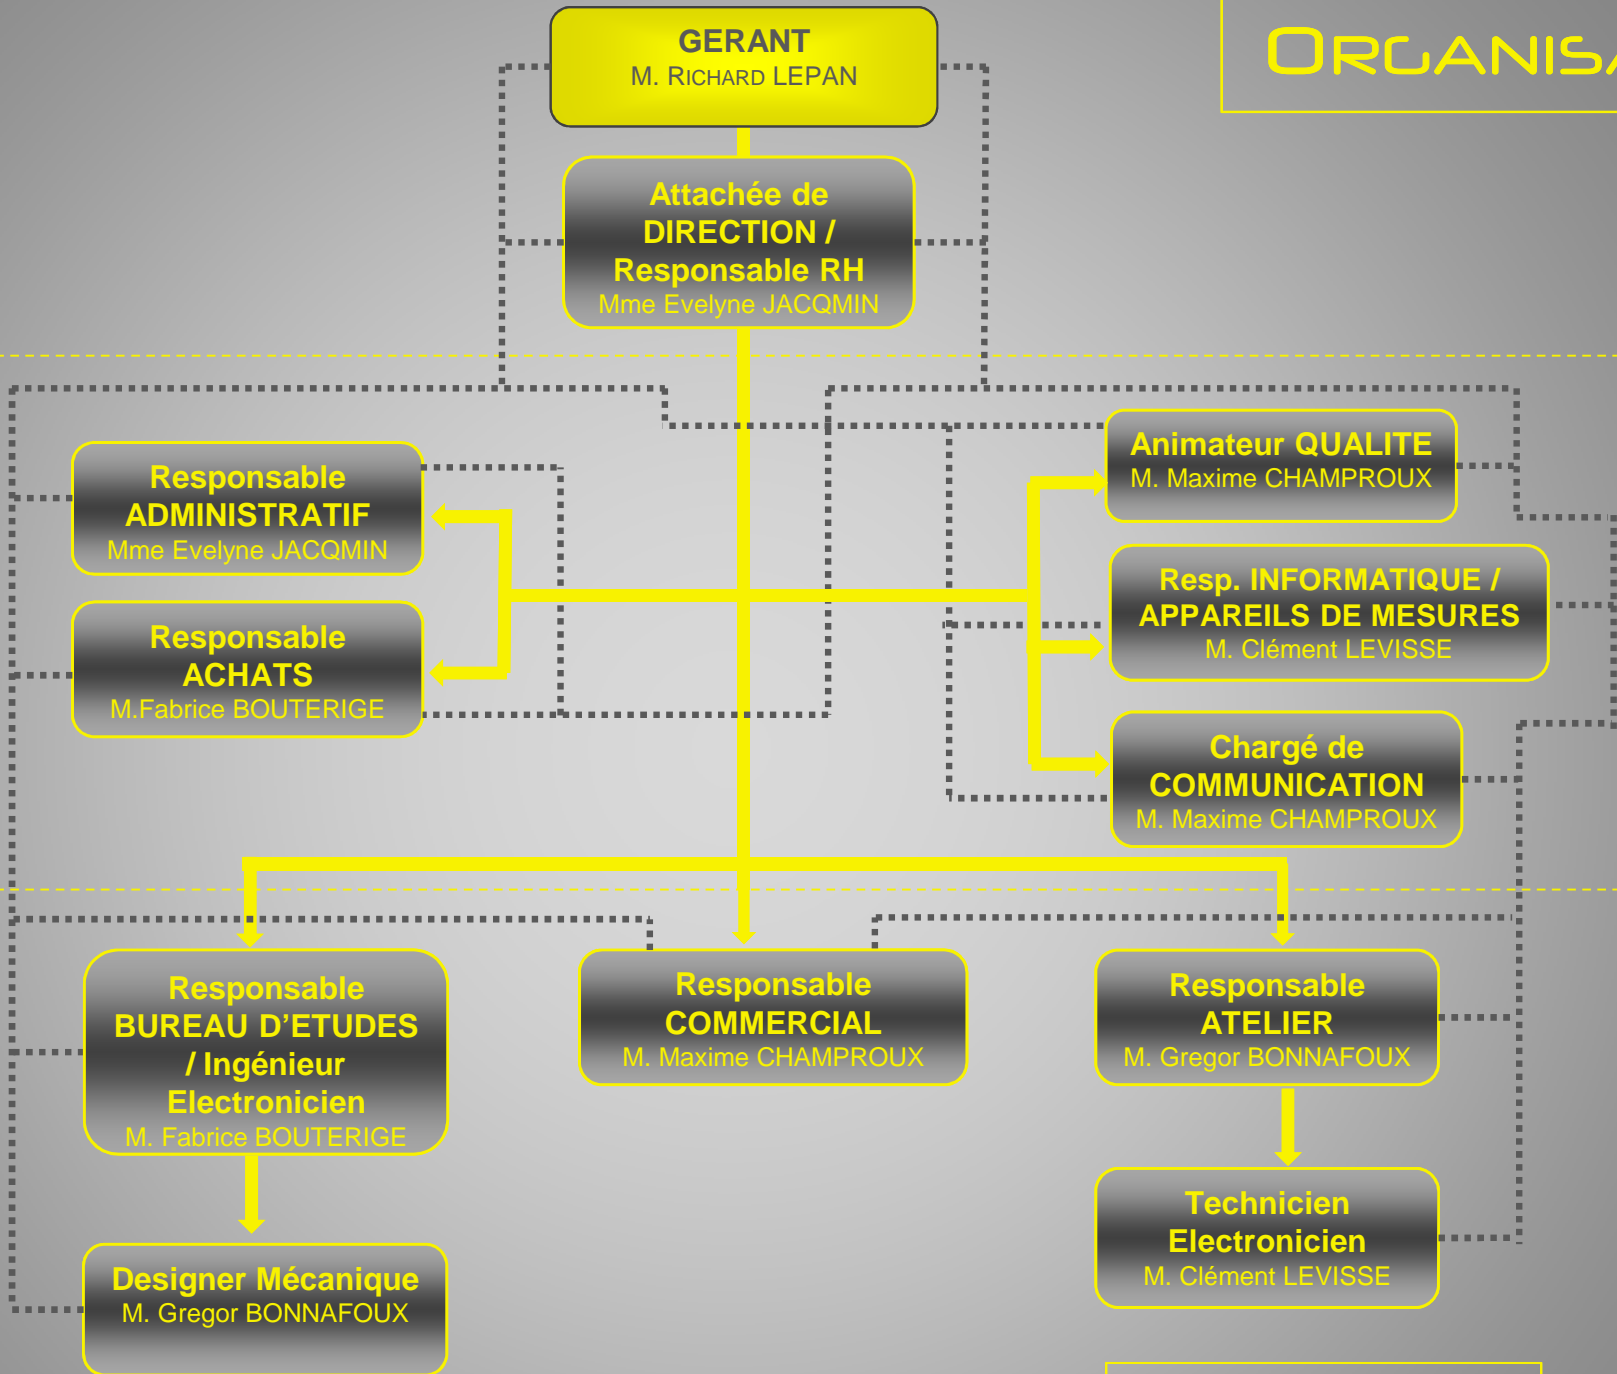 GERANT
M. RICHARD LEPAN
ORGANISA
Attachée de
DIRECTION /
Responsable RH
Mme Evelyne JACQMIN
Responsable
ADMINISTRATIF
Mme Evelyne JACQMIN
Animateur QUALITE
M. Maxime CHAMPROUX
Responsable
ACHATS
M.Fabrice BOUTERIGE
Resp. INFORMATIQUE /
APPAREILS DE MESURES
M. Clément LEVISSE
Chargé de
COMMUNICATION
M. Maxime CHAMPROUX
Responsable
BUREAU D'ETUDES
/ Ingénieur
Electronicien
M. Fabrice BOUTERIGE
Responsable
COMMERCIAL
M. Maxime CHAMPROUX
Responsable
ATELIER
M. Gregor BONNAFOUX
Designer Mécanique
M. Gregor BONNAFOUX
Technicien
Electronicien
M. Clément LEVISSE